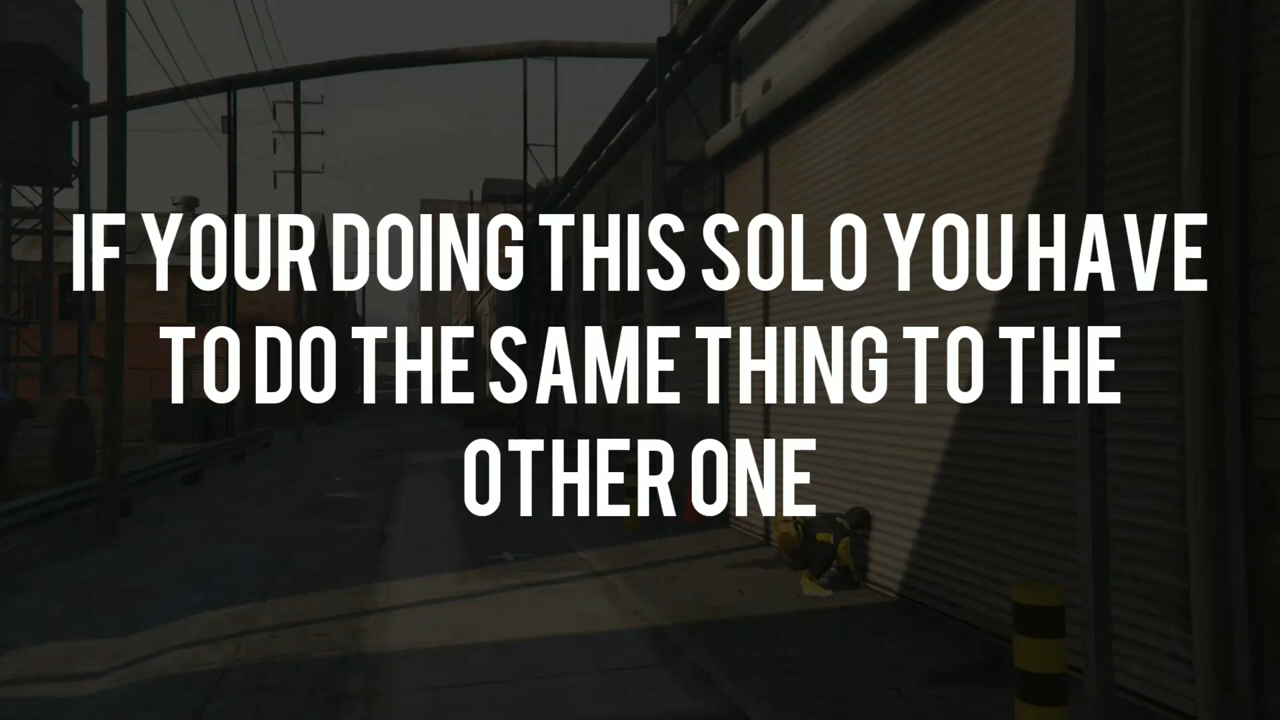 IF YOUR DOING THIS SOLO YOU HAVE
TO DO THE SAME THING TO THE
OTHER ONE